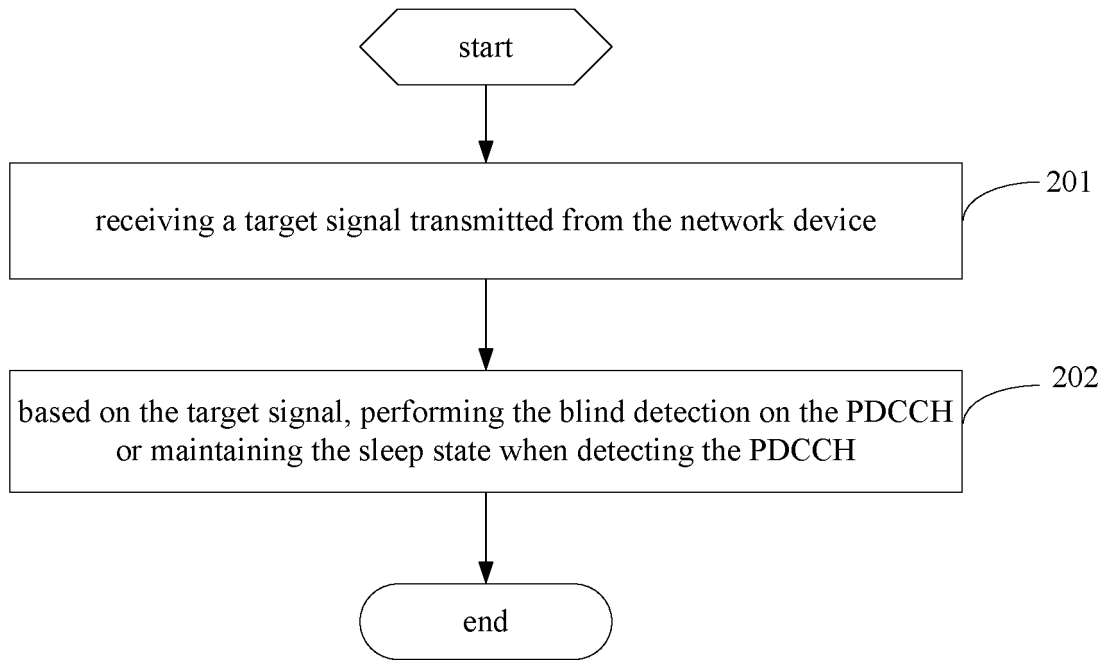 start
201
receiving a target signal transmitted from the network device
202
based on the target signal, performing the blind detection on the PDCCH
or maintaining the sleep state when detecting the PDCCH
end